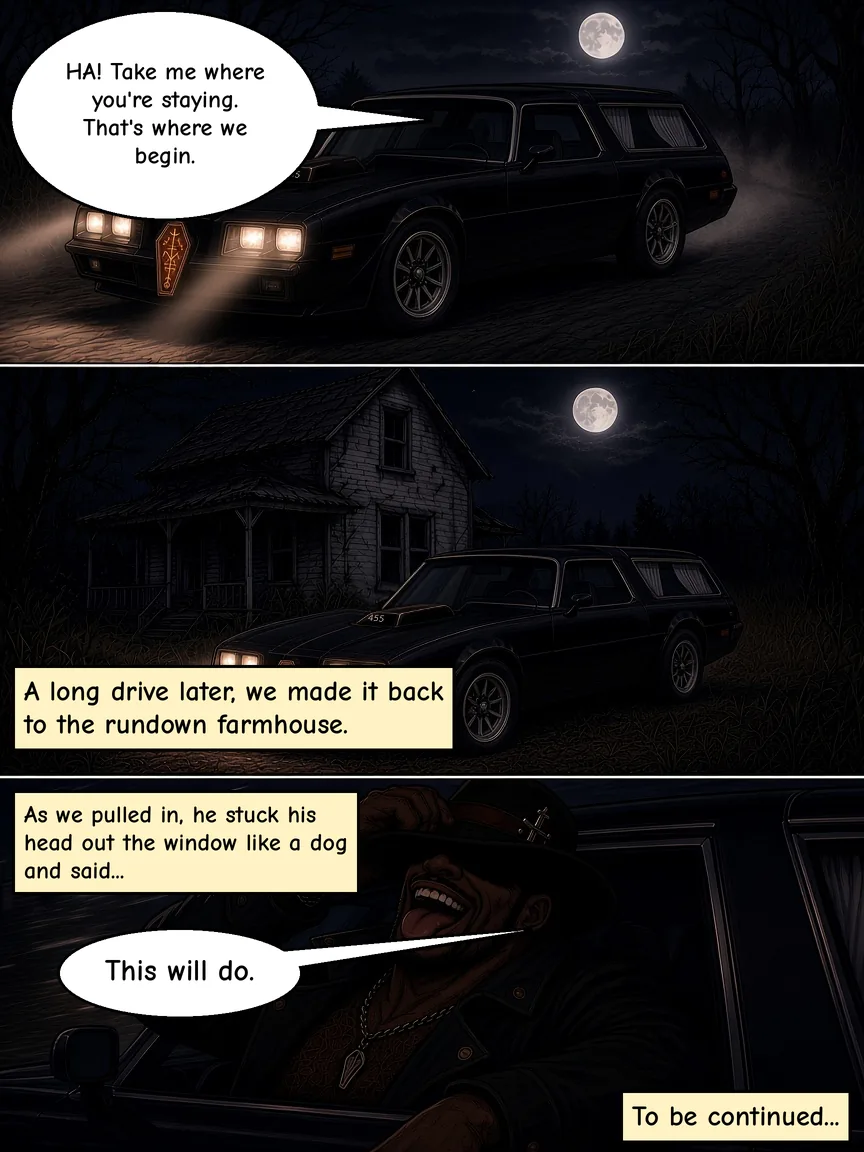 HA! Take me where
you're staying.
That's where we
begin.
5
455
A long drive later, we made it back
to the rundown farmhouse.
As we pulled in, he stuck his
head out the window like a dog
and said...
This will do.
To be continued...